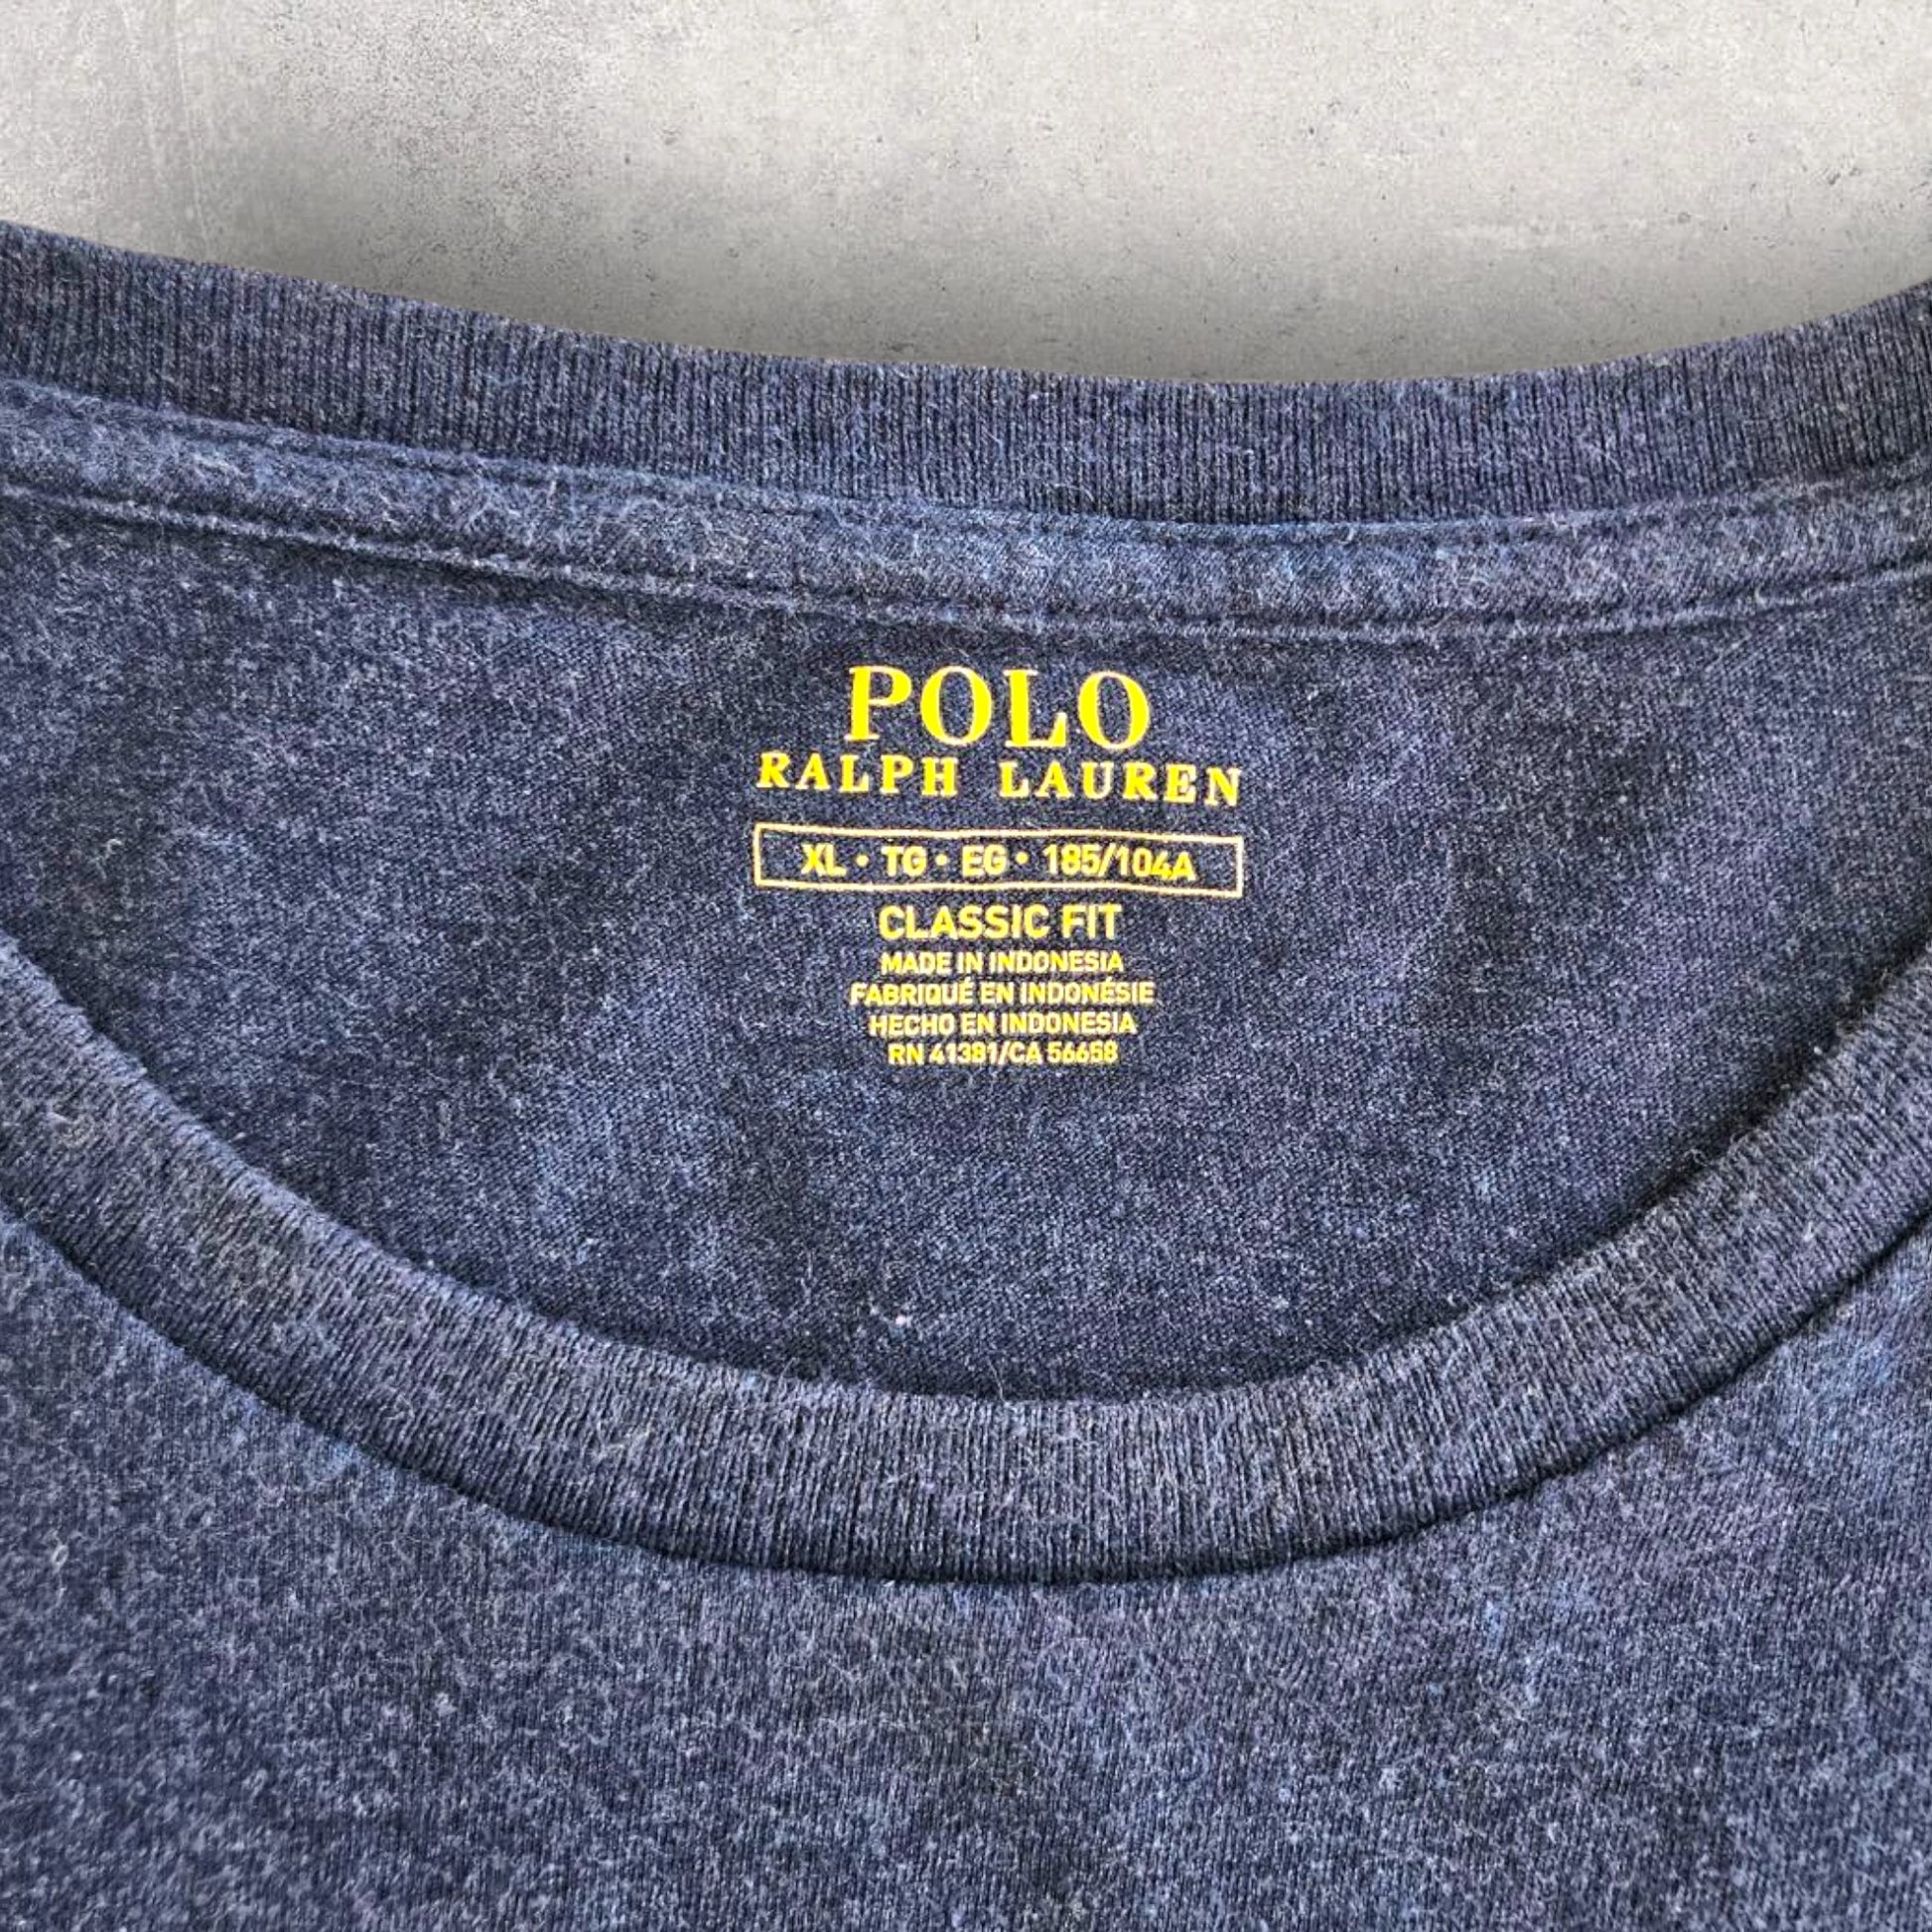 POLO
RALPH LAUREN
XL • TG • EG • 185/104A
CLASSIC FIT
MADE IN INDONESIA
FABRIQUÉ EN INDONÉSIE
HECHO EN INDONESIA
RN 41381/CA 56658